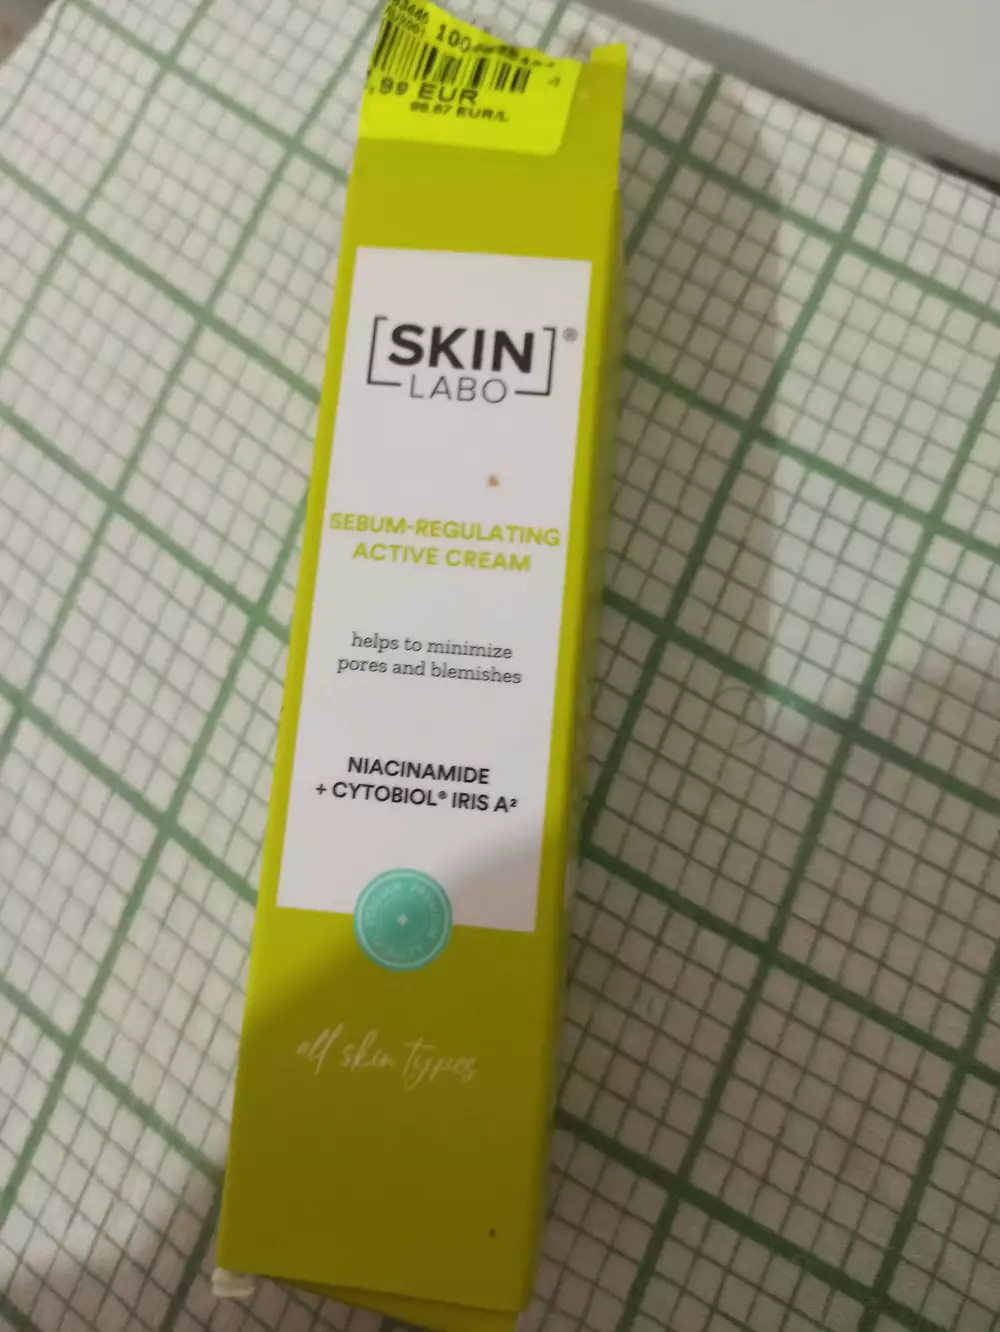 .99 EUR
EUR/L
[SKIN]®
LABO
SEBUM-REGULATING
ACTIVE CREAM
helps to minimize
pores and blemishes
NIACINAMIDE
+ CYTOBIOL® IRIS A²
all skin types